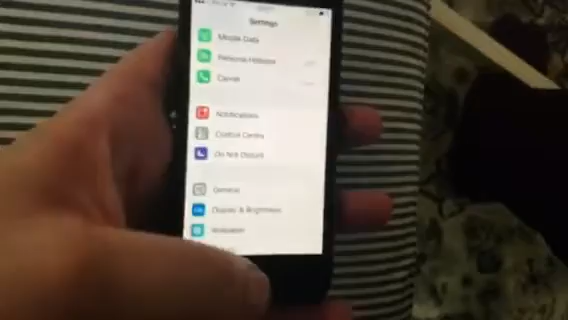 Settings
Mobile Data
Personal Hotspot
Carrier
Notifications
Control Centre
Do Not Disturb
General
Display & Brightness
Wallpaper